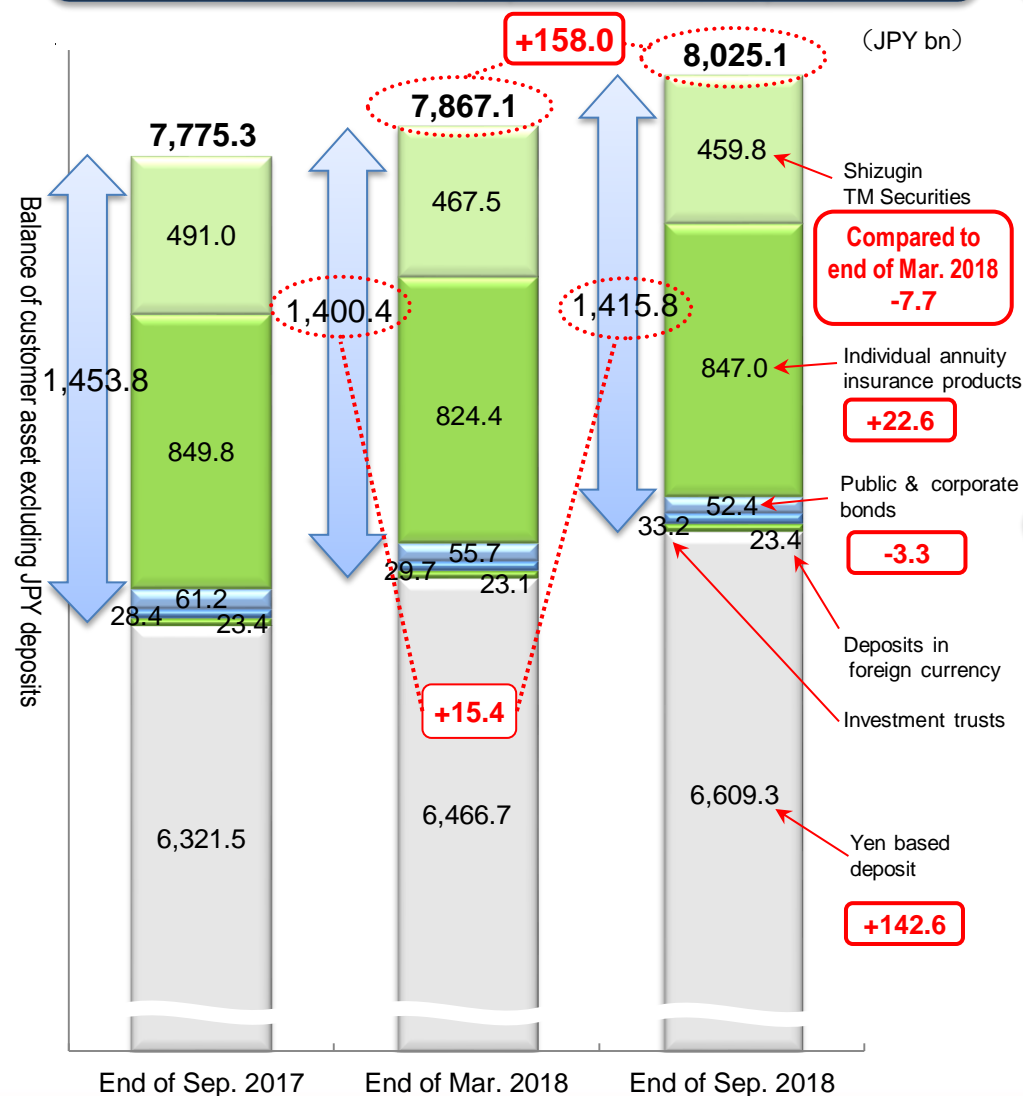 +158.0
（JPY bn）
8,025.1
7,867.1
7,775.3
Balance of customer asset excluding JPY deposits
491.0
467.5
459.8
Shizugin
TM Securities
Compared to
end of Mar. 2018
-7.7
1,453.8
1,400.4
1,415.8
849.8
824.4
847.0
Individual annuity
insurance products
+22.6
61.2
55.7
52.4
Public & corporate
bonds
-3.3
28.4
23.4
29.7
23.1
33.2
23.4
Deposits in
foreign currency
Investment trusts
+15.4
6,321.5
6,466.7
6,609.3
Yen based
deposit
+142.6
End of Sep. 2017
End of Mar. 2018
End of Sep. 2018